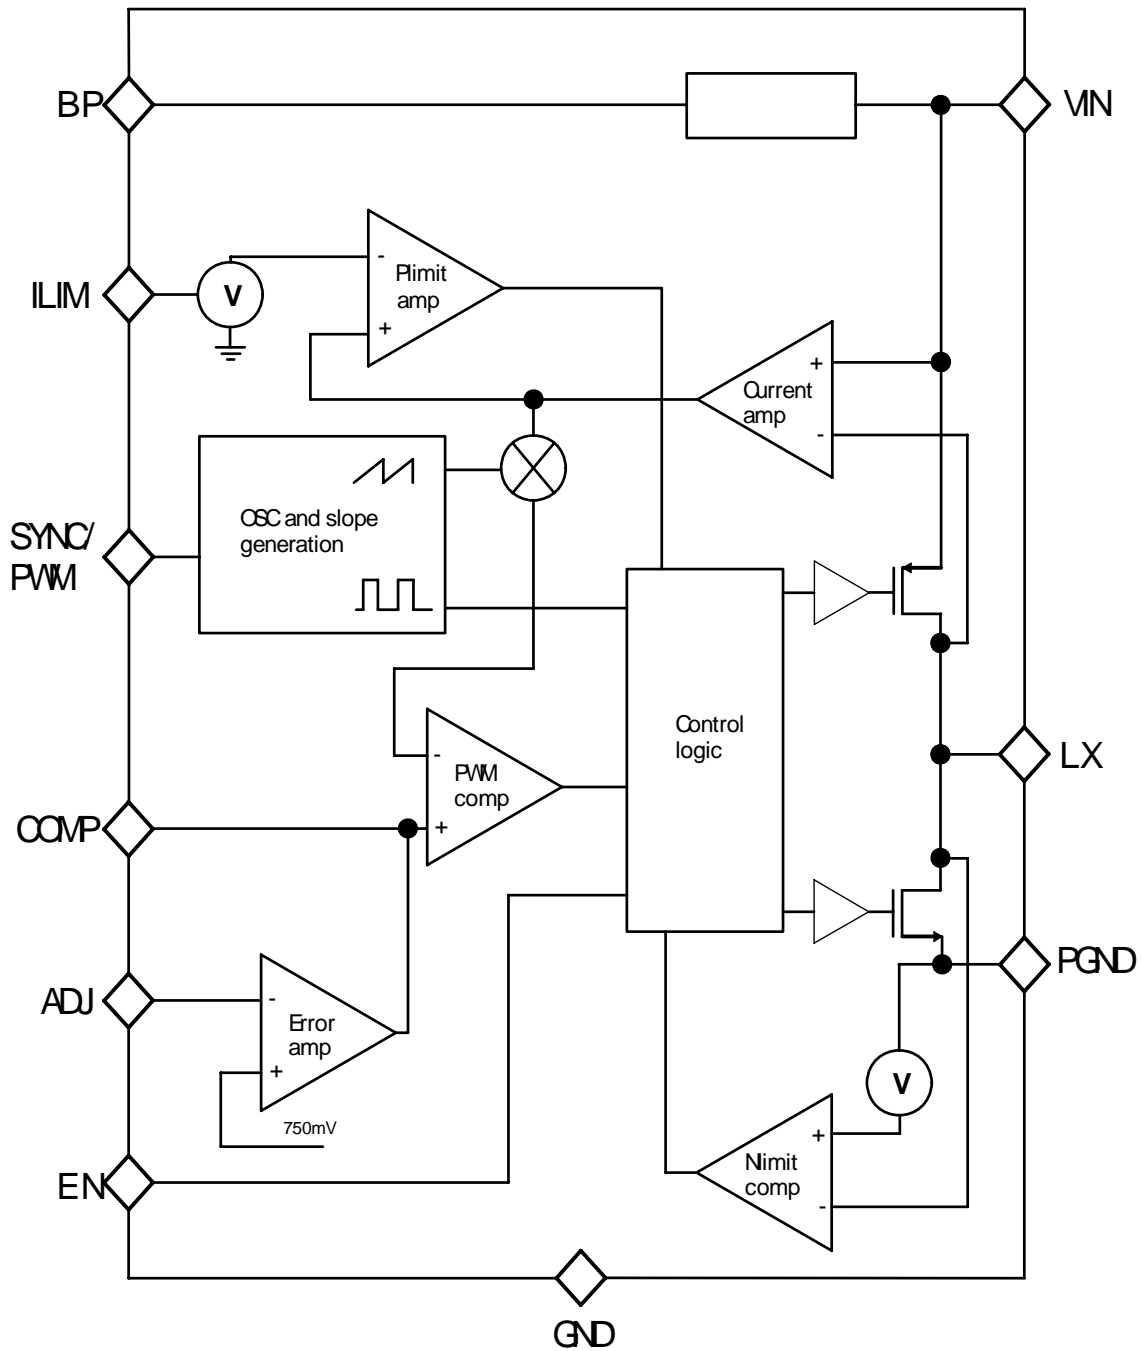 BP
VIN
ILIM
V
-
Plimit
amp
+
+
Current
amp
-
OSC and slope
generation
SYNC/
PWM
Control
logic
LX
-
PWM
comp
+
COMP
PGND
ADJ
-
Error
amp
+
V
750mV
+
Nlimit
comp
-
EN
GND